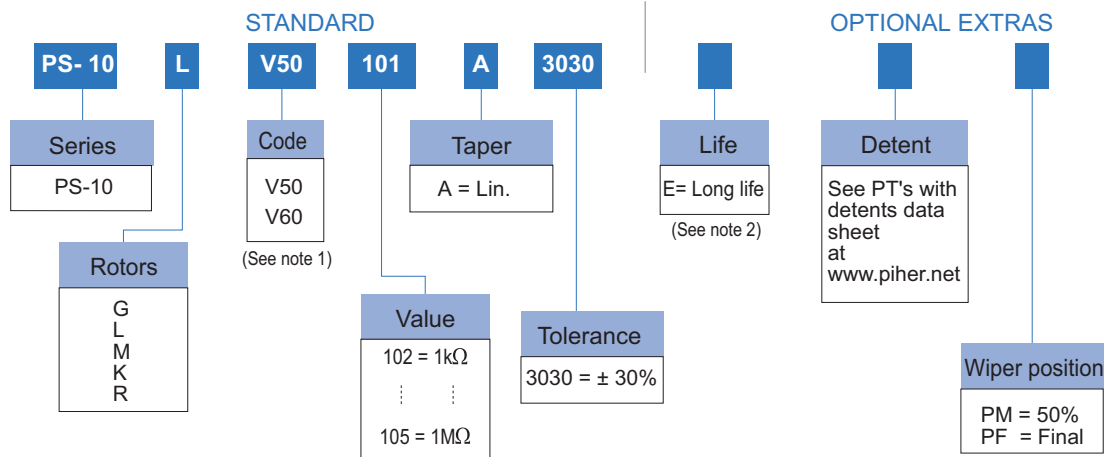 STANDARD
OPTIONAL EXTRAS
PS- 10 L V50 101 A 3030
Series
PS-10
Rotors
G
L
M
K
R
Code
V50
V60
(See note 1)
Value
102 = 1kΩ
105 = 1MΩ
Taper
A = Lin.
Tolerance
3030 = ± 30%
Life
E= Long life
(See note 2)
Detent
See PT's with
detents data
sheet
at
www.piher.net
Wiper position
PM = 50%
PF = Final